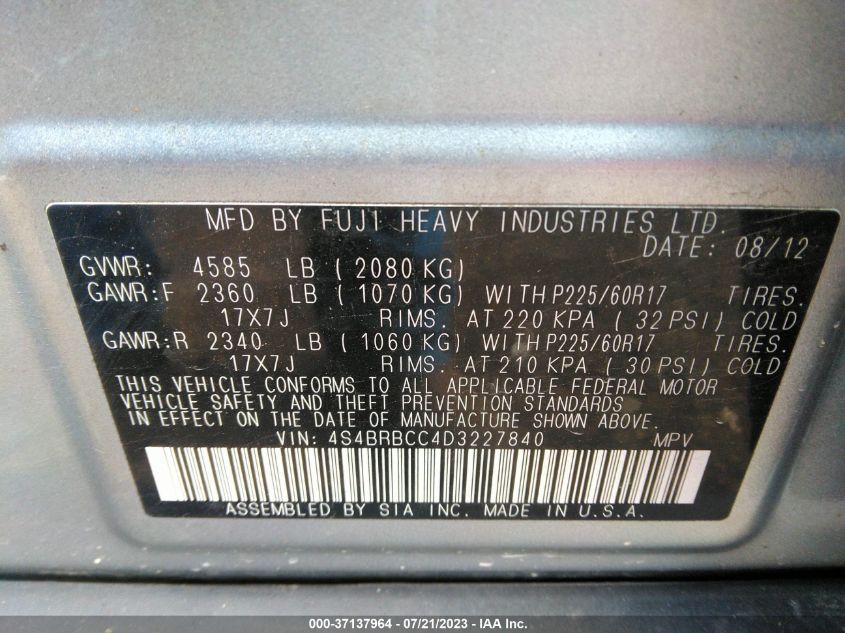 MFD BY FUJI HEAVY INDUSTRIES LTD.
DATE: 08/12
GVWR: 4585 LB ( 2080 KG)
GAWR:F 2360 LB ( 1070 KG) WITH P225/60R17 TIRES.
17X7J RIMS. AT 220 KPA ( 32 PSI) COLD
GAWR:R 2340 LB ( 1060 KG) WITH P225/60R17 TIRES.
17X7J RIMS. AT 210 KPA ( 30 PSI) COLD
THIS VEHICLE CONFORMS TO ALL APPLICABLE FEDERAL MOTOR
VEHICLE SAFETY AND THEFT PREVENTION STANDARDS
IN EFFECT ON THE DATE OF MANUFACTURE SHOWN ABOVE.
VIN: 4S4BRBCC4D3227840 MPV
ASSEMBLED BY SIA INC. MADE IN U.S.A.
000-37137964 / 07/21/2023 - IAA Inc.